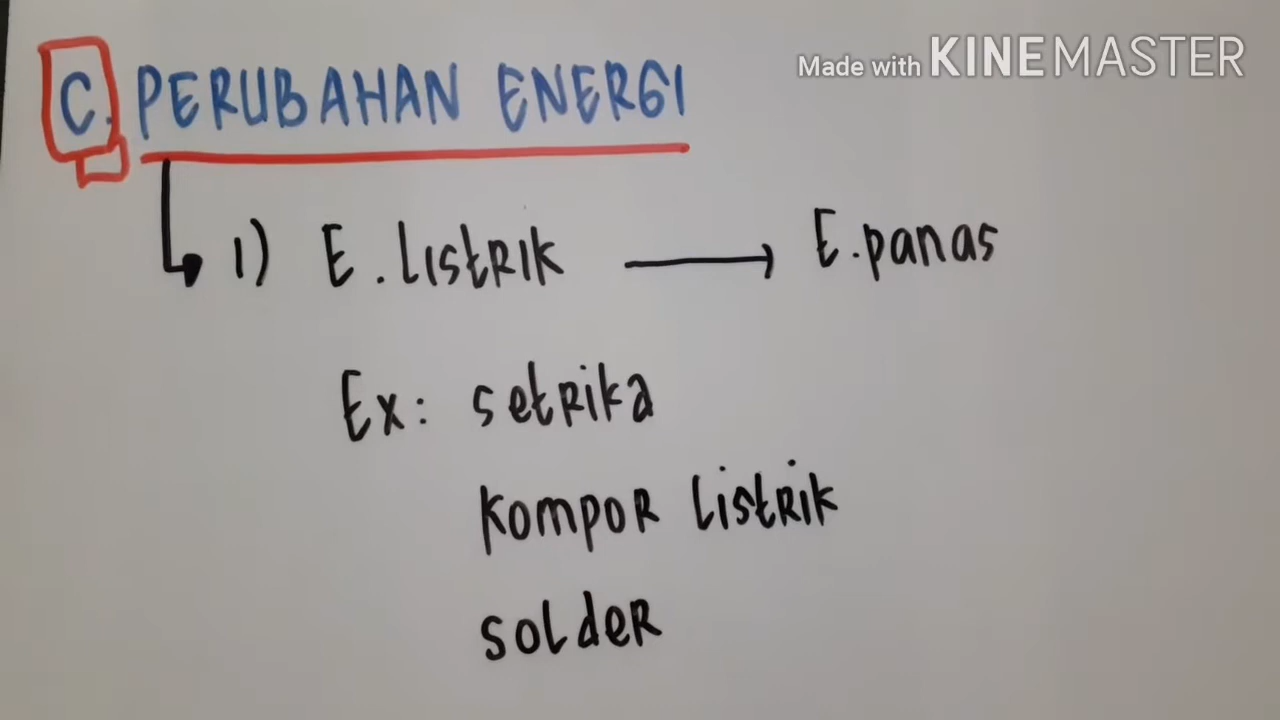 Made with KINEMASTER
C. PERUBAHAN ENERGI
1) E. Listrik → E. panas
Ex: setrika
kompor Listrik
solder